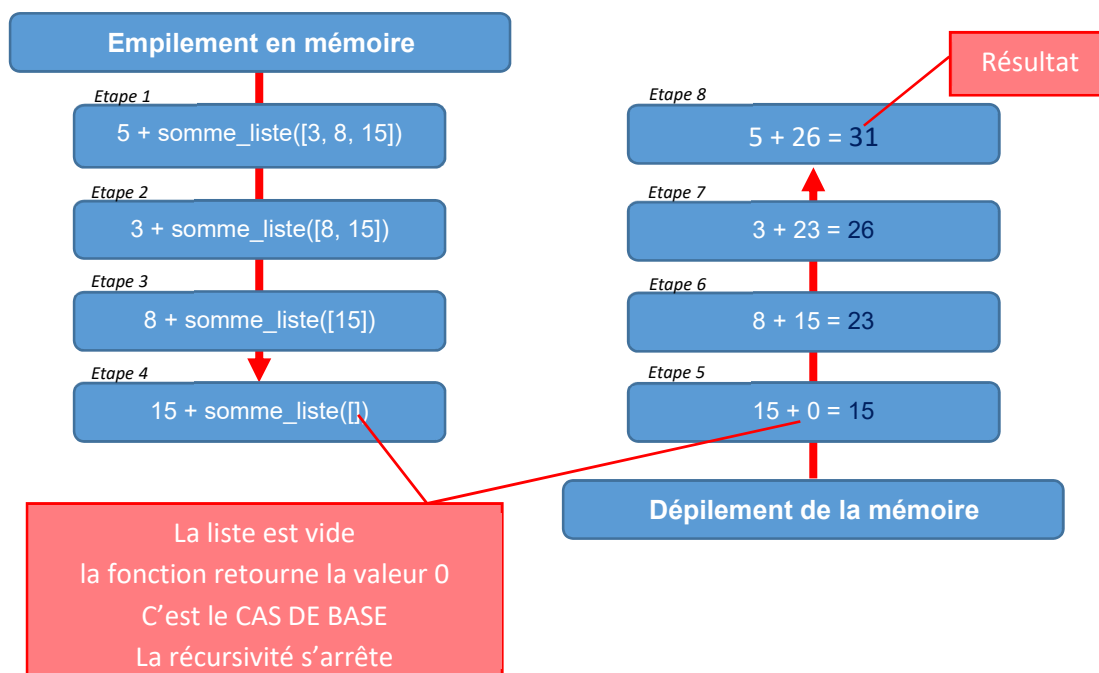 Empilement en mémoire
Etape 1
5 + somme_liste([3, 8, 15])
Etape 2
3 + somme_liste([8, 15])
Etape 3
8 + somme_liste([15])
Etape 4
15 + somme_liste([])
La liste est vide
la fonction retourne la valeur 0
C’est le CAS DE BASE
La récursivité s’arrête
Résultat
Etape 8
5 + 26 = 31
Etape 7
3 + 23 = 26
Etape 6
8 + 15 = 23
Etape 5
15 + 0 = 15
Dépilement de la mémoire